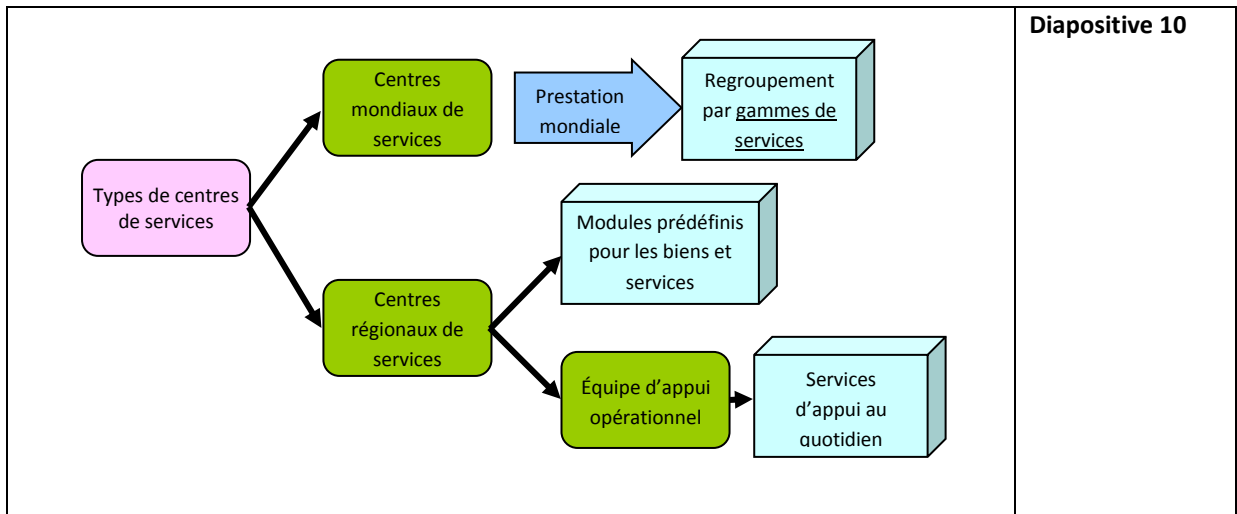 Diapositive 10
Centres
mondiaux de
services
Prestation
mondiale
Regroupement
par gammes de
services
Types de centres
de services
Modules prédéfinis
pour les biens et
services
Centres
régionaux de
services
Équipe d'appui
opérationnel
Services
d'appui au
quotidien